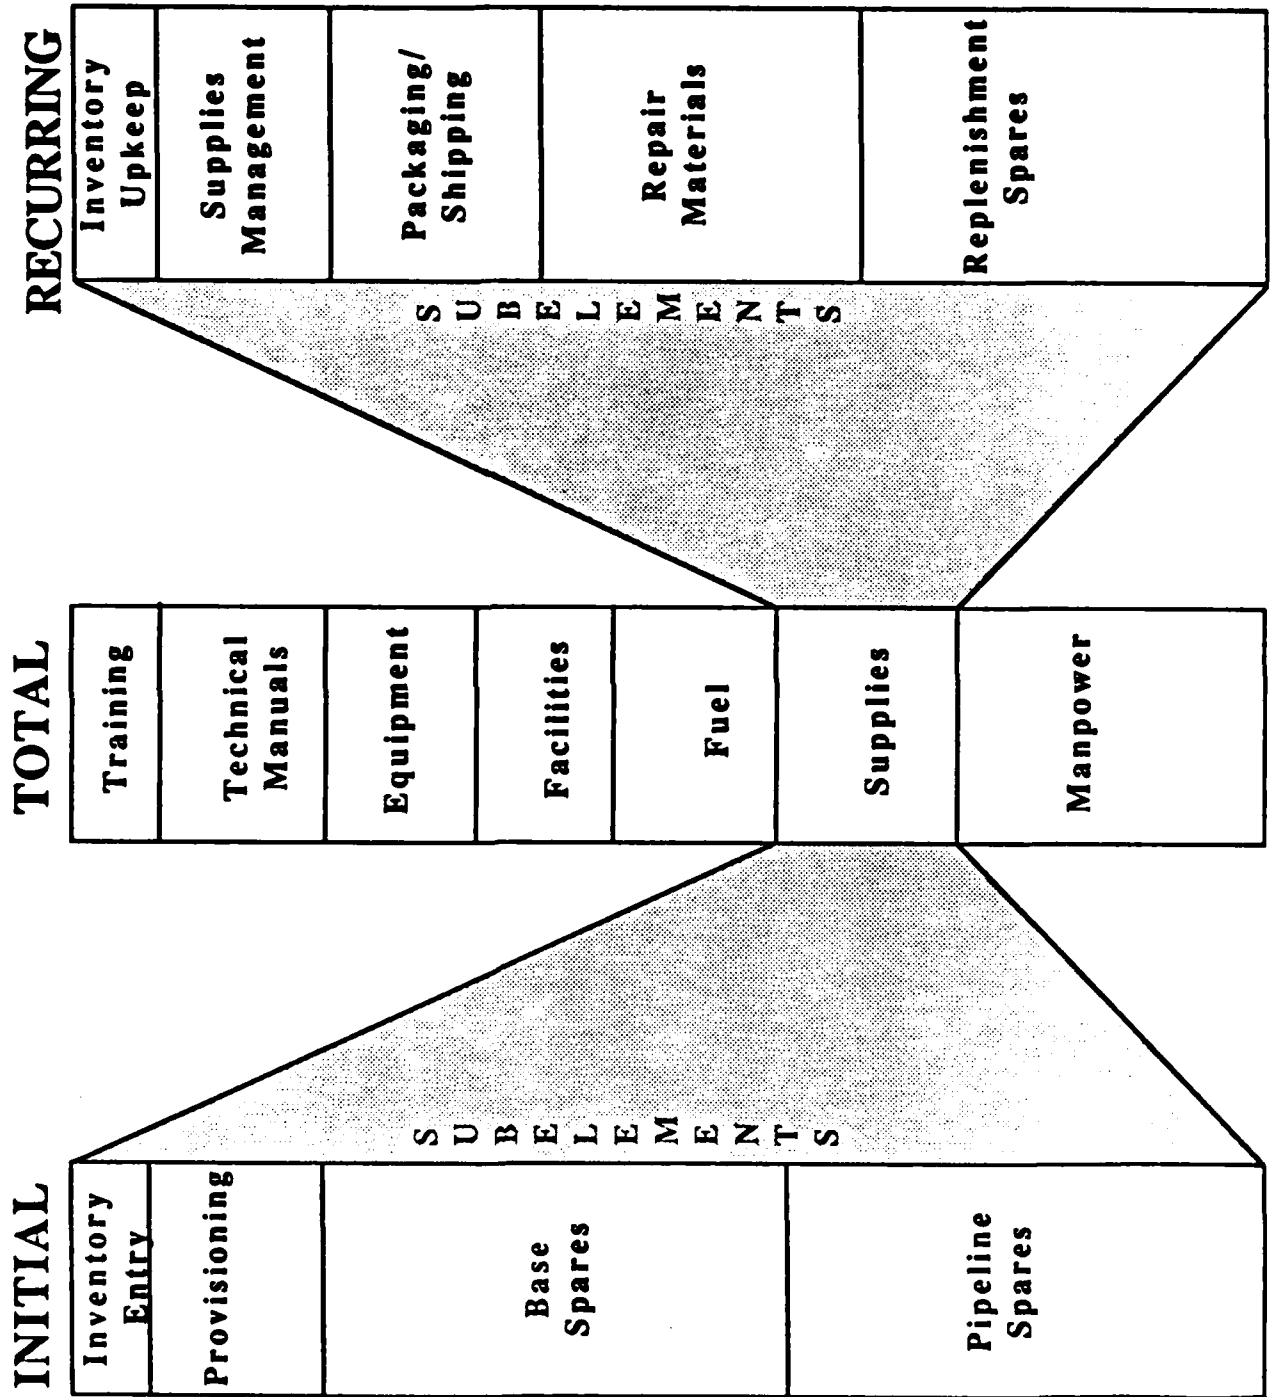 INITIAL
Inventory
Entry
Provisioning
Base
Spares
Pipeline
Spares
SUBELEMENTS
TOTAL
Training
Technical
Manuals
Equipment
Facilities
Fuel
Supplies
Manpower
SUBELEMENTS
RECURRING
Inventory
Upkeep
Supplies
Management
Packaging/
Shipping
Repair
Materials
Replenishment
Spares